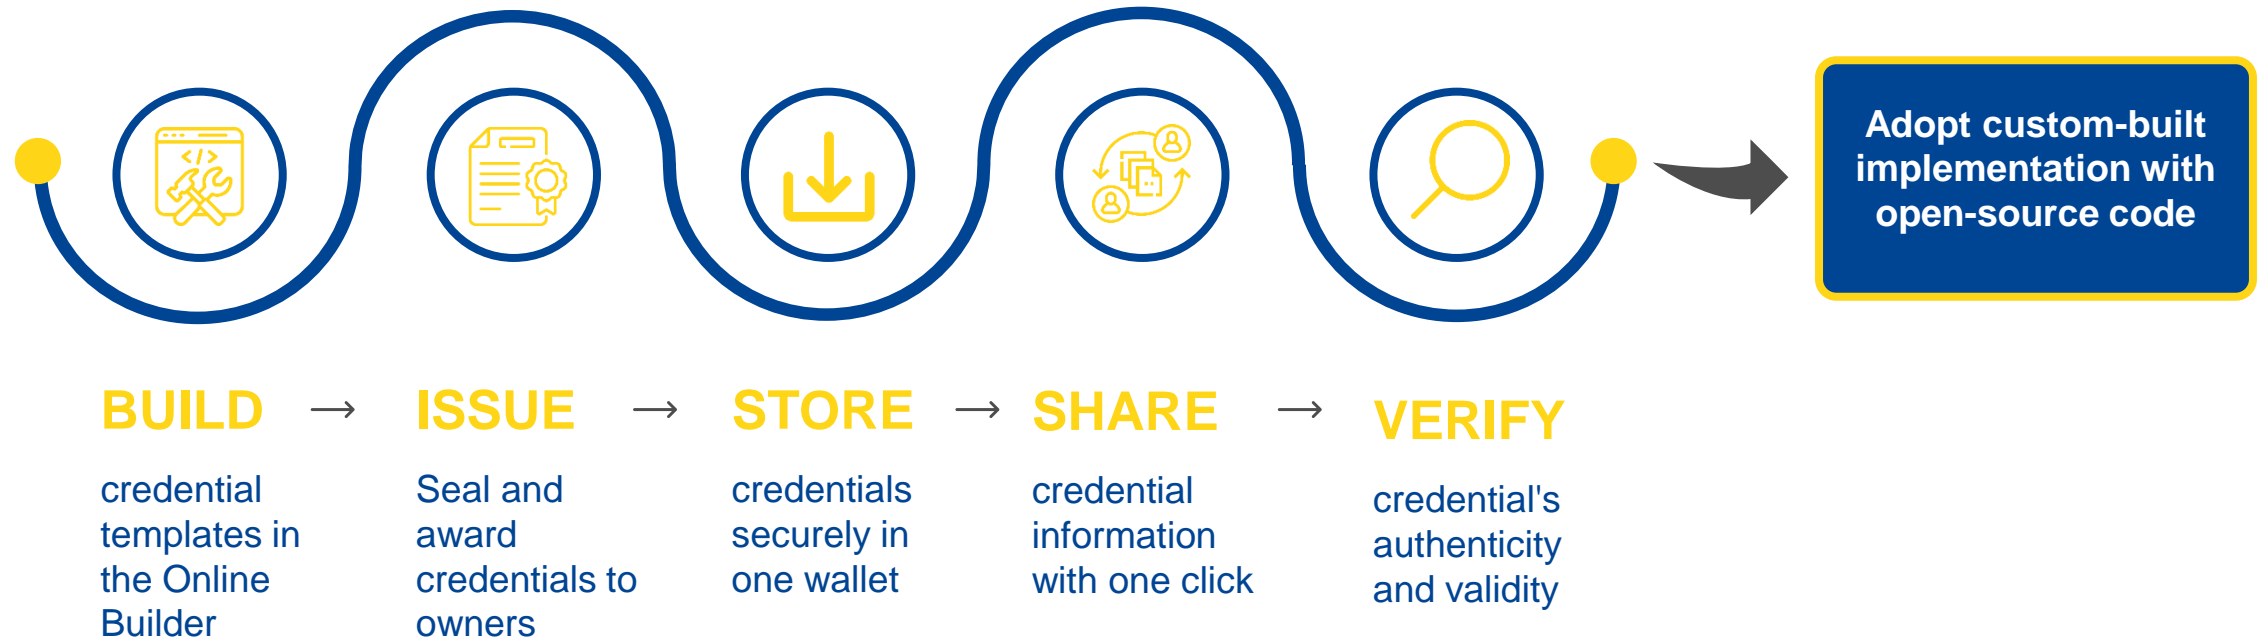 Adopt custom-built
implementation with
open-source code
BUILD
credential
templates in
the Online
Builder
ISSUE
Seal and
award
credentials to
owners
STORE
credentials
securely in
one wallet
SHARE
credential
information
with one click
VERIFY
credential's
authenticity
and validity